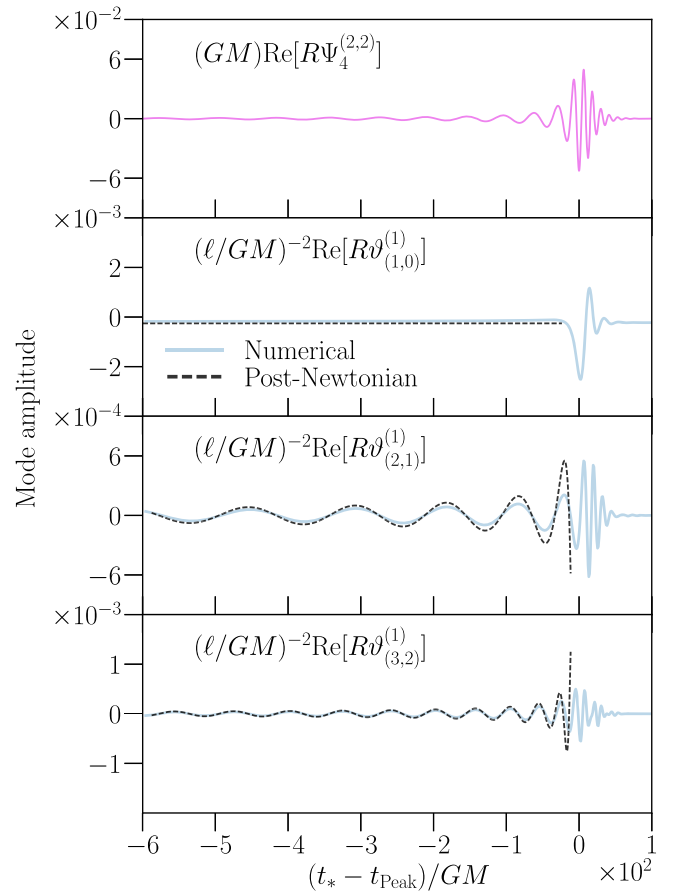 ×10⁻²
(GM)Re[RΨ₄^(2,2)]
6
0
−6
×10⁻³
(ℓ/GM)⁻²Re[Rϑ^(1)_(1,0)]
2
0
−2
Numerical
Post-Newtonian
×10⁻⁴
(ℓ/GM)⁻²Re[Rϑ^(1)_(2,1)]
6
0
−6
×10⁻³
(ℓ/GM)⁻²Re[Rϑ^(1)_(3,2)]
1
0
−1
Mode amplitude
−6 −5 −4 −3 −2 −1 0 1
(t_* − t_Peak)/GM
×10²